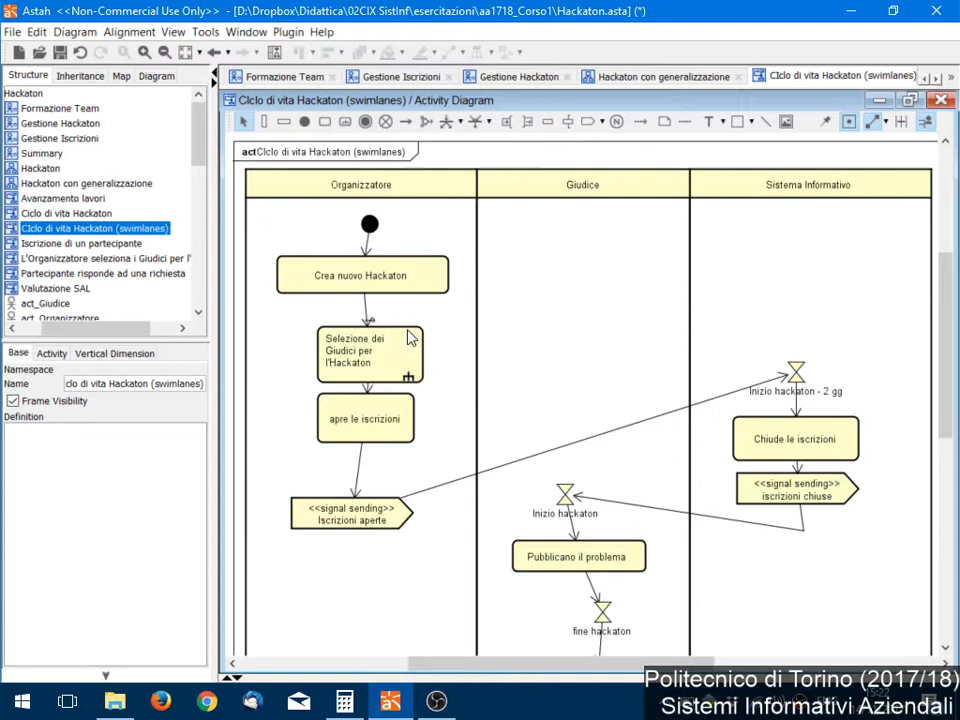 Astah <<Non-Commercial Use Only>> - [D:\Dropbox\Didattica\02CIX SistInf\esercitazioni\aa1718_Corso1\Hackaton.asta] (*)
File Edit Diagram Alignment View Tools Window Plugin Help
Structure Inheritance Map Diagram
Formazione Team
Gestione Iscrizioni
Gestione Hackaton
Hackaton con generalizzazione
CIclo di vita Hackaton (swimlanes)
Hackaton
Formazione Team
Gestione Hackaton
Gestione Iscrizioni
Summary
Hackaton
Hackaton con generalizzazione
Avanzamento lavori
Ciclo di vita Hackaton
CIclo di vita Hackaton (swimlanes)
Iscrizione di un partecipante
L'Organizzatore seleziona i Giudici per l'
Partecipante risponde ad una richiesta
Valutazione SAL
act_Giudice
act_Organizzatore
Base Activity Vertical Dimension
Namespace
Name clo di vita Hackaton (swimlanes)
Frame Visibility
Definition
CIclo di vita Hackaton (swimlanes) / Activity Diagram
act CIclo di vita Hackaton (swimlanes)
Organizzatore
Giudice
Sistema Informativo
Crea nuovo Hackaton
Selezione dei
Giudici per
l'Hackaton
apre le iscrizioni
<<signal sending>>
Iscrizioni aperte
Inizio hackaton - 2 gg
Chiude le iscrizioni
<<signal sending>>
iscrizioni chiuse
Inizio hackaton
Pubblicano il problema
fine hackaton
Politecnico di Torino (2017/18)
Sistemi Informativi Aziendali